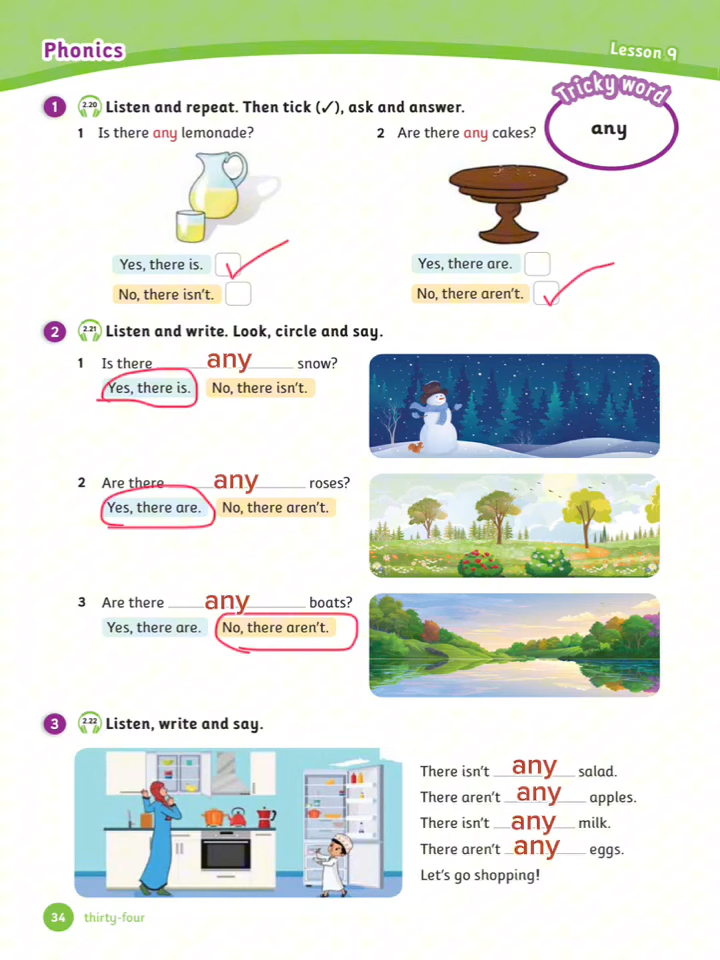 Phonics
Lesson 9
Tricky word
any
1 2.20 Listen and repeat. Then tick (✓), ask and answer.
1 Is there any lemonade?
Yes, there is.
No, there isn't.
2 Are there any cakes?
Yes, there are.
No, there aren't.
2 2.21 Listen and write. Look, circle and say.
1 Is there any snow?
Yes, there is. No, there isn't.
2 Are there any roses?
Yes, there are. No, there aren't.
3 Are there any boats?
Yes, there are. No, there aren't.
3 2.22 Listen, write and say.
There isn't any salad.
There aren't any apples.
There isn't any milk.
There aren't any eggs.
Let's go shopping!
34 thirty-four